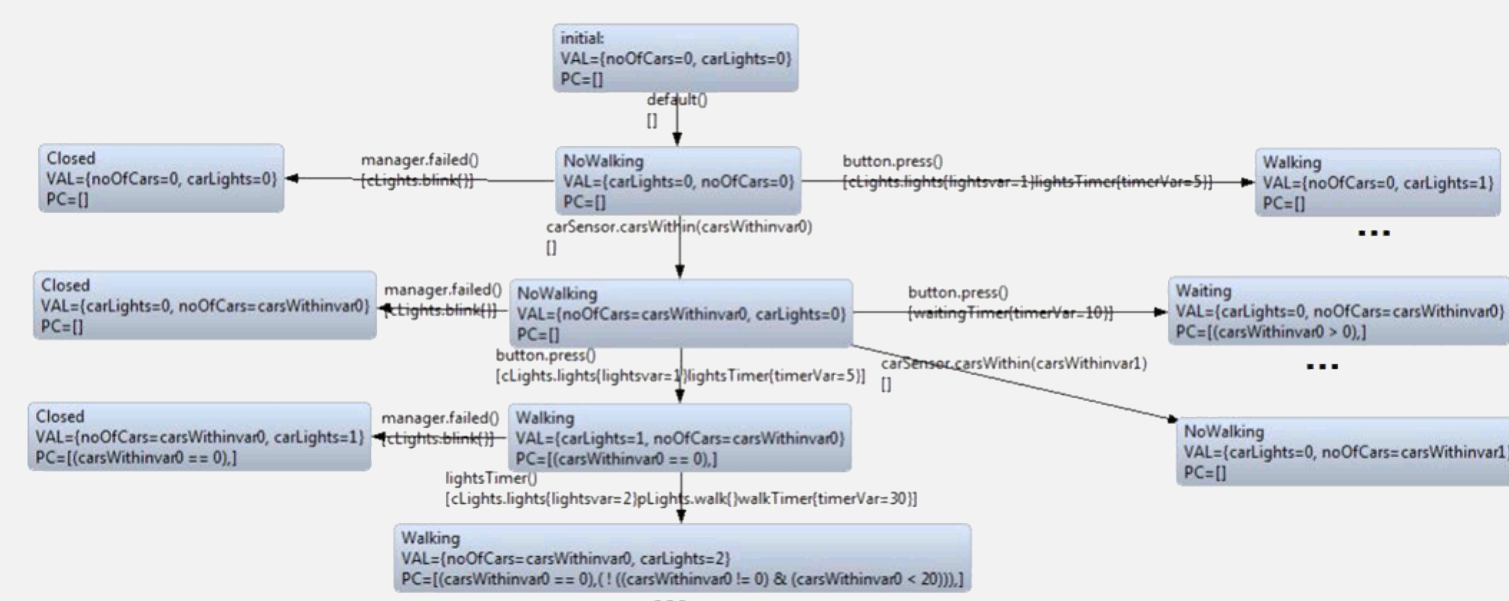 initial:
VAL={noOfCars=0, carLights=0}
PC=[]
default()
[]
Closed
VAL={noOfCars=0, carLights=0}
PC=[]
manager.failed()
[cLights.blink{}]
NoWalking
VAL={carLights=0, noOfCars=0}
PC=[]
button.press()
[cLights.lights{lightsvar=1}lightsTimer{timerVar=5}]
Walking
VAL={noOfCars=0, carLights=1}
PC=[]
...
carSensor.carsWithin(carsWithinvar0)
[]
Closed
VAL={carLights=0, noOfCars=carsWithinvar0}
PC=[]
manager.failed()
[cLights.blink{}]
NoWalking
VAL={noOfCars=carsWithinvar0, carLights=0}
PC=[]
button.press()
[waitingTimer{timerVar=10}]
Waiting
VAL={carLights=0, noOfCars=carsWithinvar0}
PC=[(carsWithinvar0 > 0),]
...
button.press()
[cLights.lights{lightsvar=1}lightsTimer{timerVar=5}]
carSensor.carsWithin(carsWithinvar1)
[]
Closed
VAL={noOfCars=carsWithinvar0, carLights=1}
PC=[(carsWithinvar0 == 0),]
manager.failed()
[cLights.blink{}]
Walking
VAL={carLights=1, noOfCars=carsWithinvar0}
PC=[(carsWithinvar0 == 0),]
NoWalking
VAL={carLights=0, noOfCars=carsWithinvar1}
PC=[]
lightsTimer()
[cLights.lights{lightsvar=2}pLights.walk{}walkTimer{timerVar=30}]
Walking
VAL={noOfCars=carsWithinvar0, carLights=2}
PC=[(carsWithinvar0 == 0),( ! ((carsWithinvar0 != 0) & (carsWithinvar0 < 20))),]
...